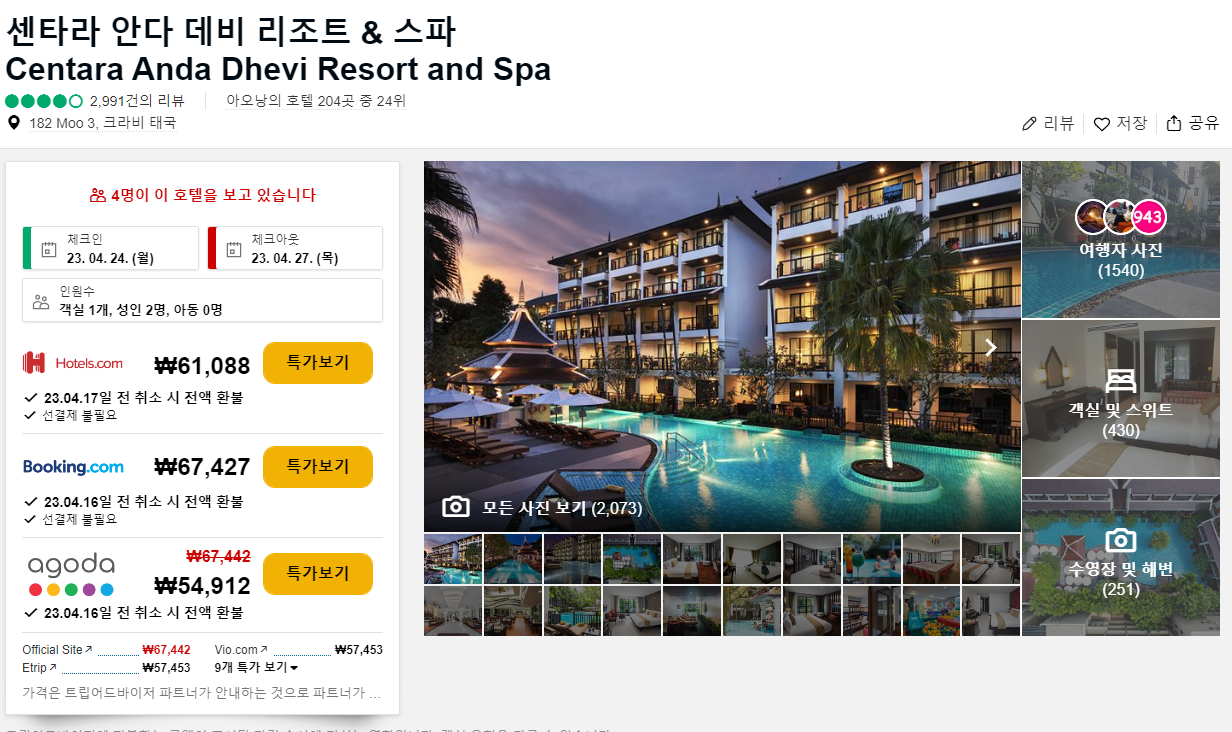 센타라 안다 데비 리조트 & 스파
Centara Anda Dhevi Resort and Spa
2,991건의 리뷰
아오낭의 호텔 204곳 중 24위
182 Moo 3, 크라비 태국
리뷰
저장
공유
4명이 이 호텔을 보고 있습니다
체크인
23. 04. 24. (월)
체크아웃
23. 04. 27. (목)
인원수
객실 1개, 성인 2명, 아동 0명
Hotels.com
₩61,088
특가보기
23.04.17일 전 취소 시 전액 환불
선결제 불필요
Booking.com
₩67,427
특가보기
23.04.16일 전 취소 시 전액 환불
선결제 불필요
agoda
₩67,442
₩54,912
특가보기
23.04.16일 전 취소 시 전액 환불
Official Site ₩67,442
Vio.com ₩57,453
Etrip ₩57,453
9개 특가 보기
가격은 트립어드바이저 파트너가 안내하는 것으로 파트너가 ...
모든 사진 보기 (2,073)
943
여행자 사진
(1540)
객실 및 스위트
(430)
수영장 및 해변
(251)